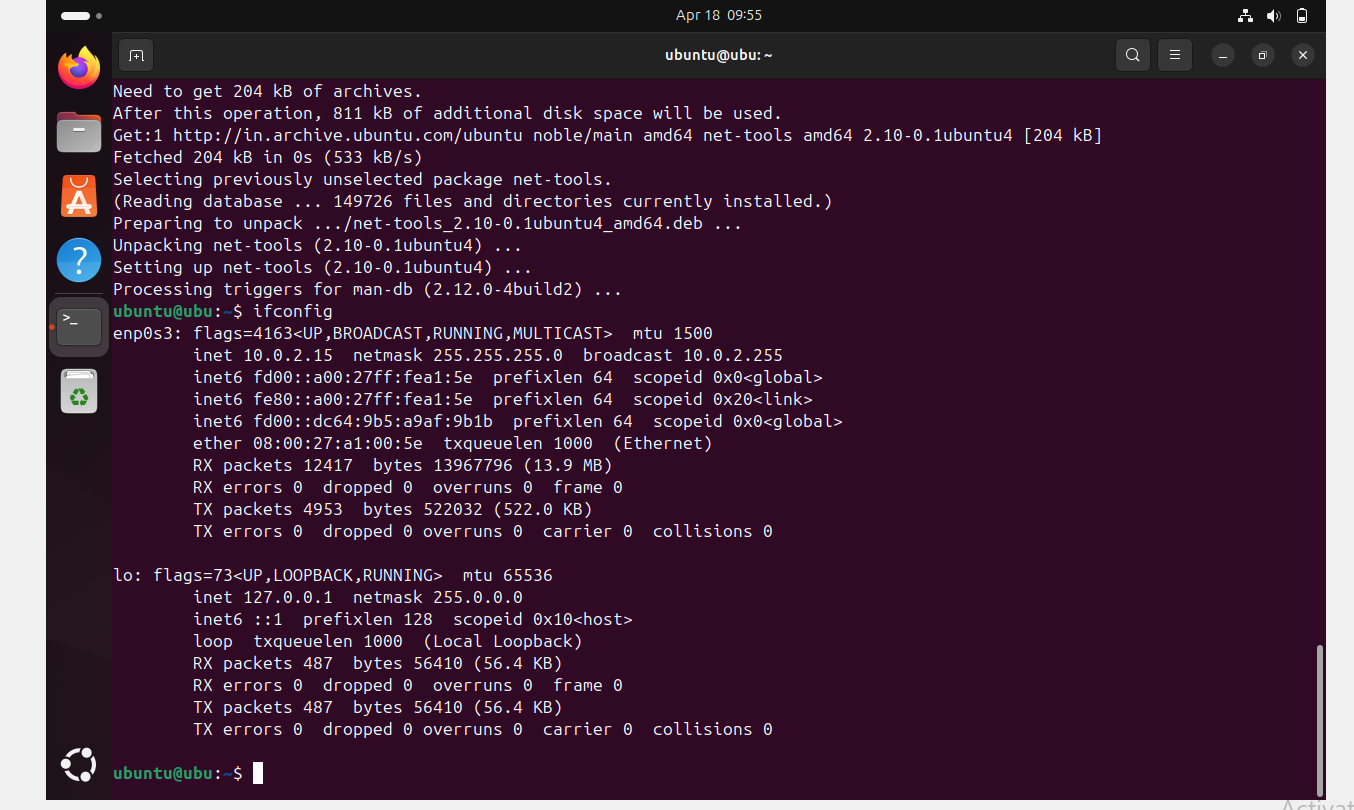 Apr 18 09:55
ubuntu@ubu: ~
Need to get 204 kB of archives.
After this operation, 811 kB of additional disk space will be used.
Get:1 http://in.archive.ubuntu.com/ubuntu noble/main amd64 net-tools amd64 2.10-0.1ubuntu4 [204 kB]
Fetched 204 kB in 0s (533 kB/s)
Selecting previously unselected package net-tools.
(Reading database ... 149726 files and directories currently installed.)
Preparing to unpack .../net-tools_2.10-0.1ubuntu4_amd64.deb ...
Unpacking net-tools (2.10-0.1ubuntu4) ...
Setting up net-tools (2.10-0.1ubuntu4) ...
Processing triggers for man-db (2.12.0-4build2) ...
ubuntu@ubu:~$ ifconfig
enp0s3: flags=4163<UP,BROADCAST,RUNNING,MULTICAST>  mtu 1500
        inet 10.0.2.15  netmask 255.255.255.0  broadcast 10.0.2.255
        inet6 fd00::a00:27ff:fea1:5e  prefixlen 64  scopeid 0x0<global>
        inet6 fe80::a00:27ff:fea1:5e  prefixlen 64  scopeid 0x20<link>
        inet6 fd00::dc64:9b5:a9af:9b1b  prefixlen 64  scopeid 0x0<global>
        ether 08:00:27:a1:00:5e  txqueuelen 1000  (Ethernet)
        RX packets 12417  bytes 13967796 (13.9 MB)
        RX errors 0  dropped 0  overruns 0  frame 0
        TX packets 4953  bytes 522032 (522.0 KB)
        TX errors 0  dropped 0 overruns 0  carrier 0  collisions 0

lo: flags=73<UP,LOOPBACK,RUNNING>  mtu 65536
        inet 127.0.0.1  netmask 255.0.0.0
        inet6 ::1  prefixlen 128  scopeid 0x10<host>
        loop  txqueuelen 1000  (Local Loopback)
        RX packets 487  bytes 56410 (56.4 KB)
        RX errors 0  dropped 0  overruns 0  frame 0
        TX packets 487  bytes 56410 (56.4 KB)
        TX errors 0  dropped 0 overruns 0  carrier 0  collisions 0

ubuntu@ubu:~$